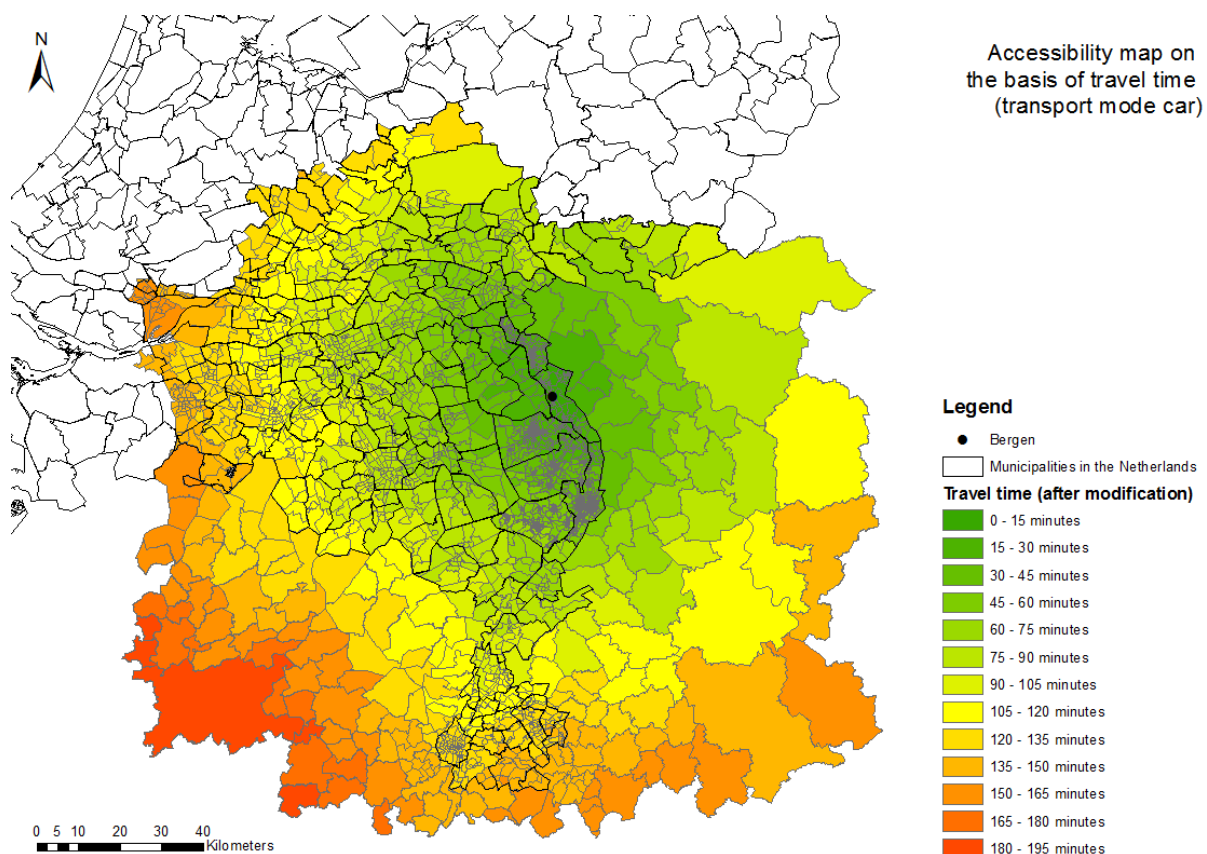 N
Accessibility map on
the basis of travel time
(transport mode car)
Legend
Bergen
Municipalities in the Netherlands
Travel time (after modification)
0 - 15 minutes
15 - 30 minutes
30 - 45 minutes
45 - 60 minutes
60 - 75 minutes
75 - 90 minutes
90 - 105 minutes
105 - 120 minutes
120 - 135 minutes
135 - 150 minutes
150 - 165 minutes
165 - 180 minutes
180 - 195 minutes
0 5 10 20 30 40
Kilometers